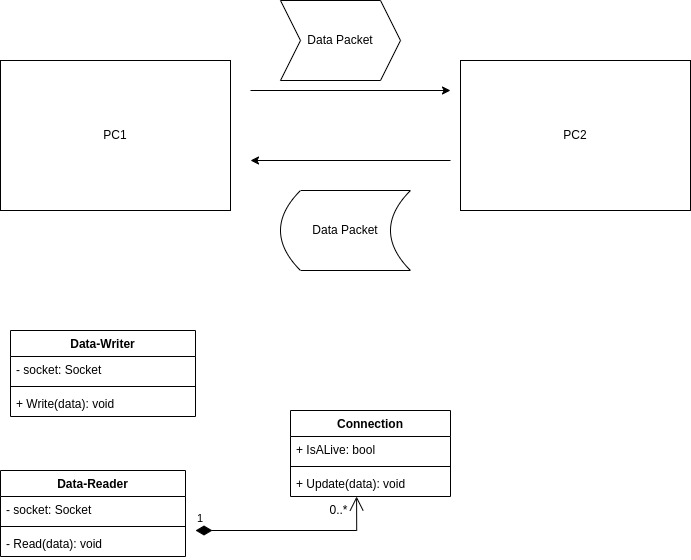 Data Packet
PC1
PC2
Data Packet
Data-Writer
- socket: Socket
+ Write(data): void
Connection
+ IsALive: bool
+ Update(data): void
Data-Reader
- socket: Socket
- Read(data): void
1
0..*